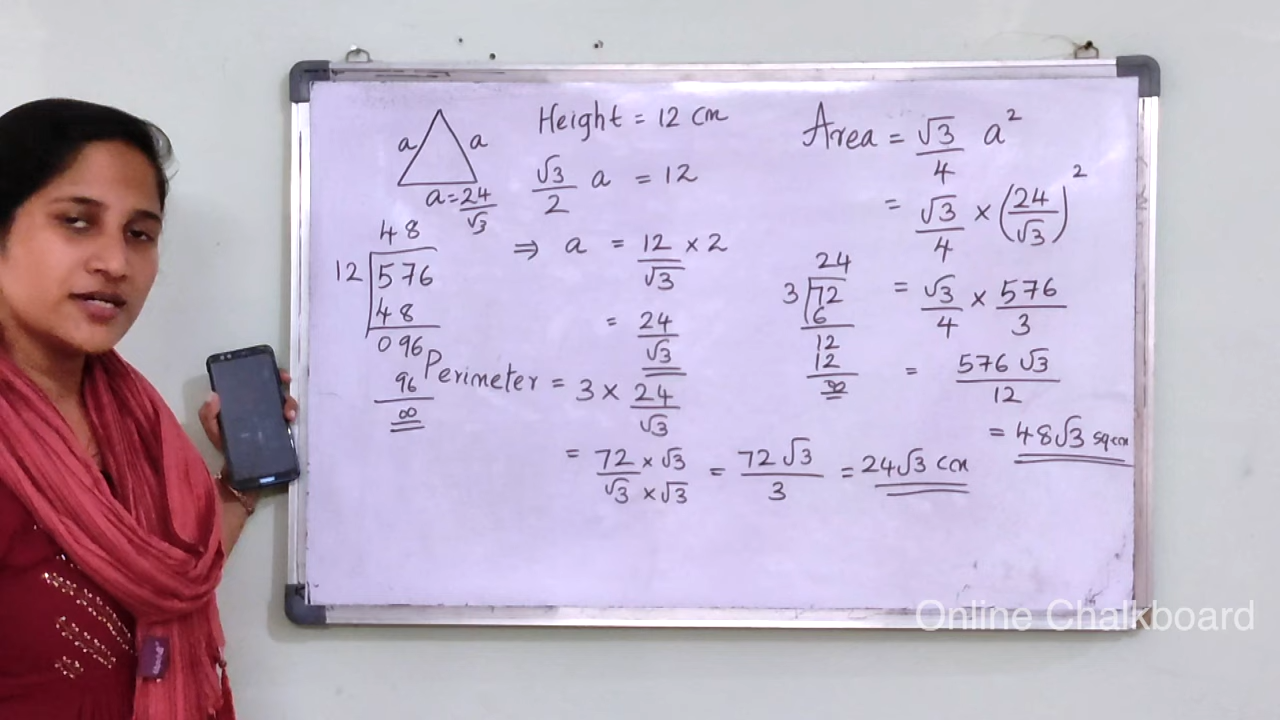 a a
a = 24/√3
Height = 12 cm
√3/2 a = 12
⇒ a = 12/√3 × 2
= 24/√3
48
12 576
48
096
96
00
Perimeter = 3 × 24/√3
= 72 × √3 / √3 × √3 = 72√3/3 = 24√3 cm
Area = √3/4 a²
= √3/4 × (24/√3)²
= √3/4 × 576/3
= 576√3/12
= 48√3 sq cm
24
3 72
6
12
12
00
Online Chalkboard